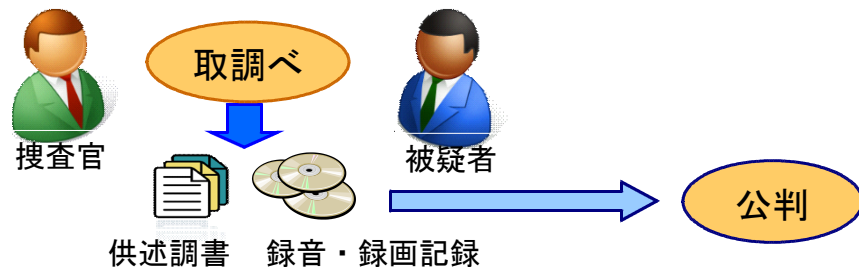 取調べ
捜査官
被疑者
供述調書
録音・録画記録
公判